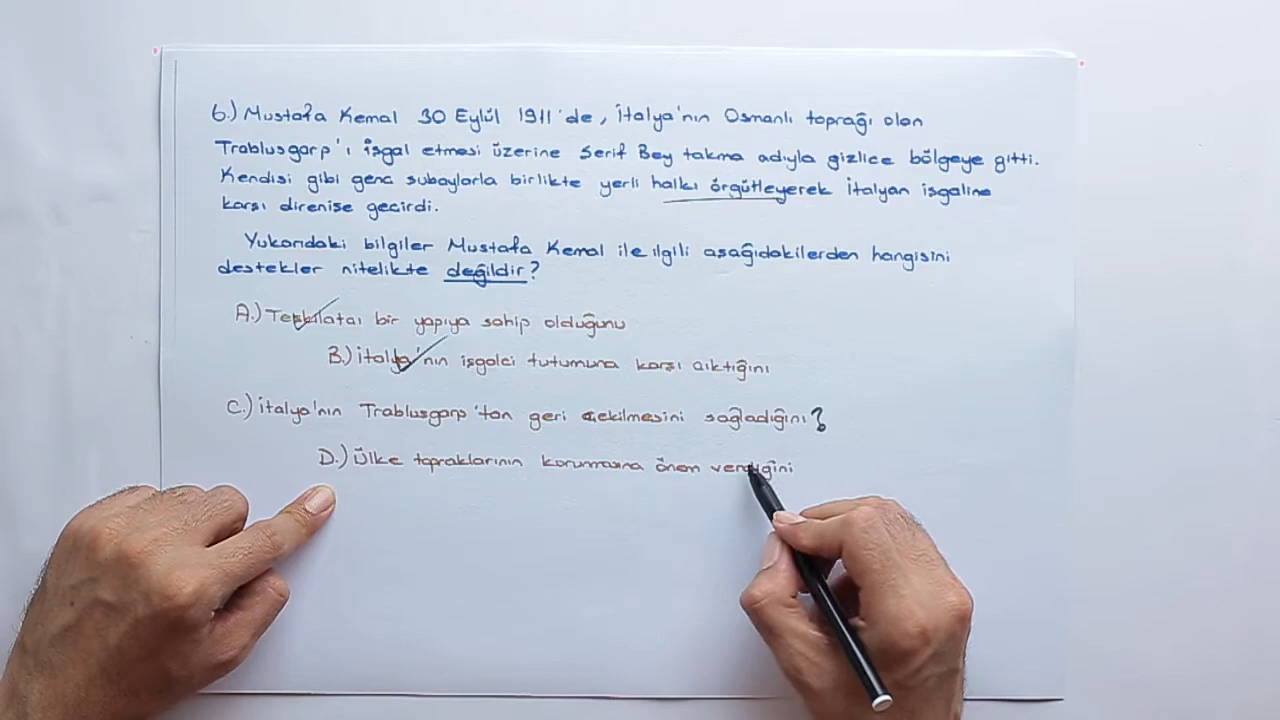 6.) Mustafa Kemal 30 Eylül 1911'de, İtalya'nın Osmanlı toprağı olan
Trablusgarp'ı işgal etmesi üzerine Şerif Bey takma adıyla gizlice bölgeye gitti.
Kendisi gibi genç subaylarla birlikte yerli halkı örgütleyerek İtalyan işgaline
karşı direnişe geçirdi.
Yukarıdaki bilgiler Mustafa Kemal ile ilgili aşağıdakilerden hangisini
destekler nitelikte değildir?
A.) Teşkilatçı bir yapıya sahip olduğunu
B.) İtalya'nın işgalci tutumuna karşı çıktığını
C.) İtalya'nın Trablusgarp'tan geri çekilmesini sağladığını ?
D.) Ülke topraklarının korumasına önem verdiğini